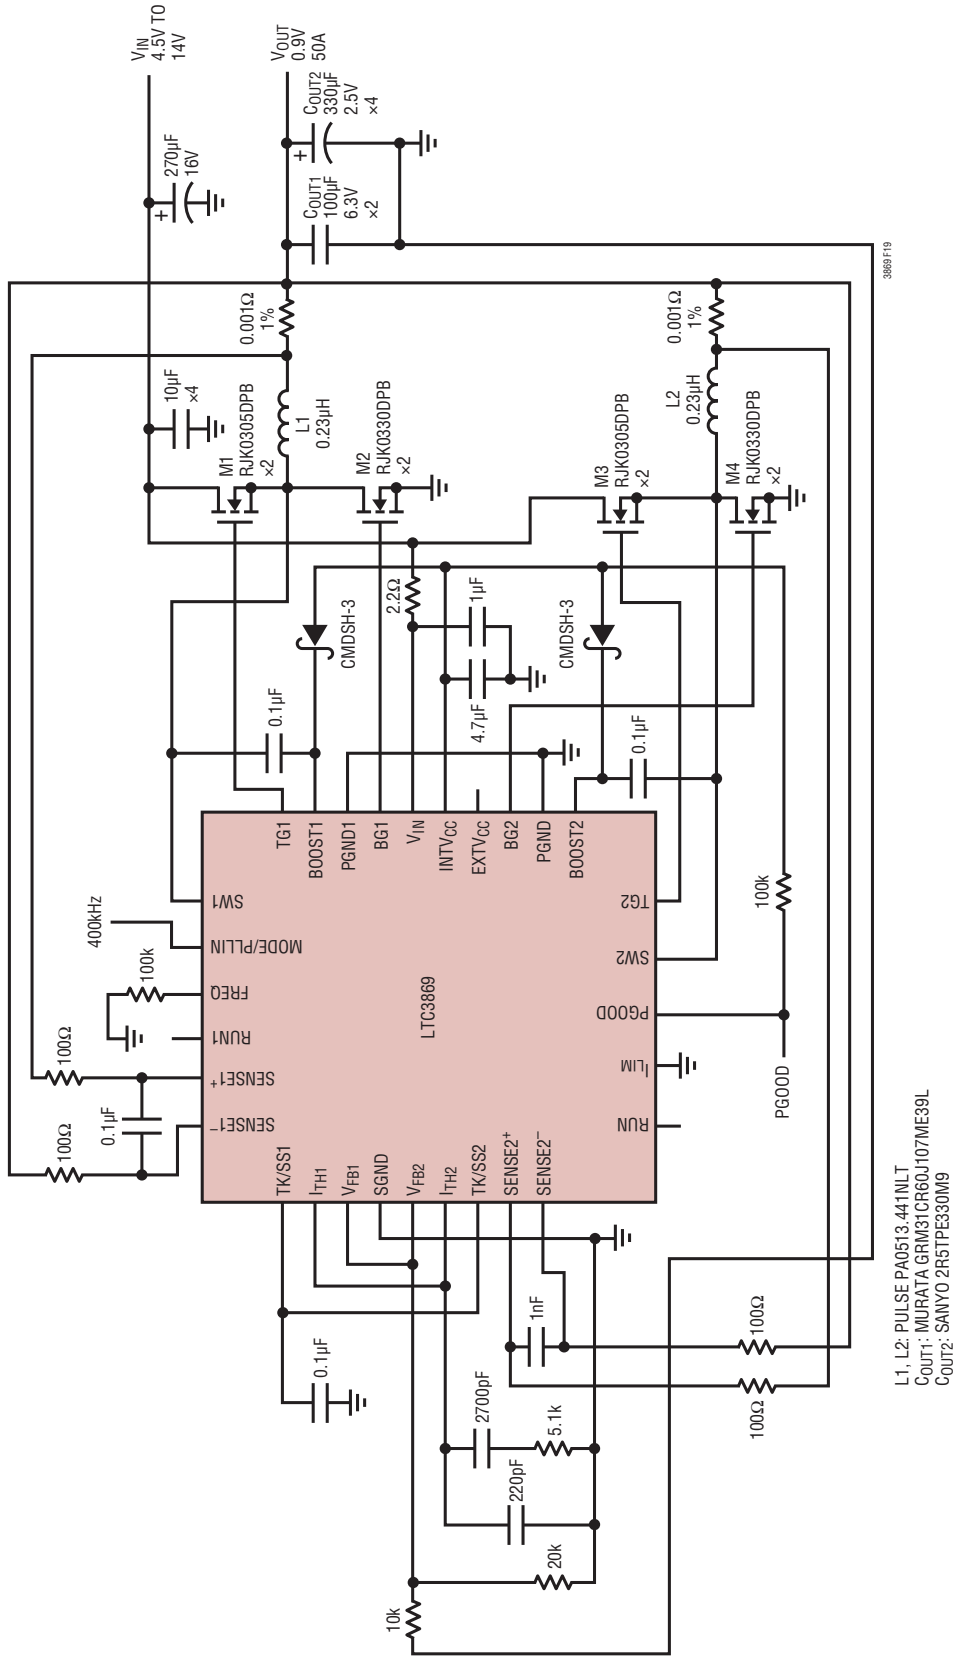 VIN
4.5V TO
14V
270µF
16V
+
VOUT
0.9V
50A
COUT2
330µF
2.5V
×4
+
COUT1
100µF
6.3V
×2
3869 F19
0.001Ω
1%
10µF
×4
M1
RJK0305DPB
×2
L1
0.23µH
M2
RJK0330DPB
×2
0.001Ω
1%
L2
0.23µH
M3
RJK0305DPB
×2
M4
RJK0330DPB
×2
2.2Ω
1µF
CMDSH-3
CMDSH-3
4.7µF
0.1µF
0.1µF
TG1
BOOST1
PGND1
BG1
VIN
INTVCC
EXTVCC
BG2
PGND
BOOST2
SW1
MODE/PLLIN
FREQ
RUN1
SENSE1+
SENSE1–
LTC3869
TG2
SW2
PGOOD
ILIM
RUN
TK/SS1
ITH1
VFB1
SGND
VFB2
ITH2
TK/SS2
SENSE2+
SENSE2–
400kHz
100k
100Ω
0.1µF
100Ω
100k
PGOOD
0.1µF
1nF
100Ω
100Ω
2700pF
5.1k
220pF
20k
10k
L1, L2: PULSE PA0513.441NLT
COUT1: MURATA GRM31CR60J107ME39L
COUT2: SANYO 2R5TPE330M9